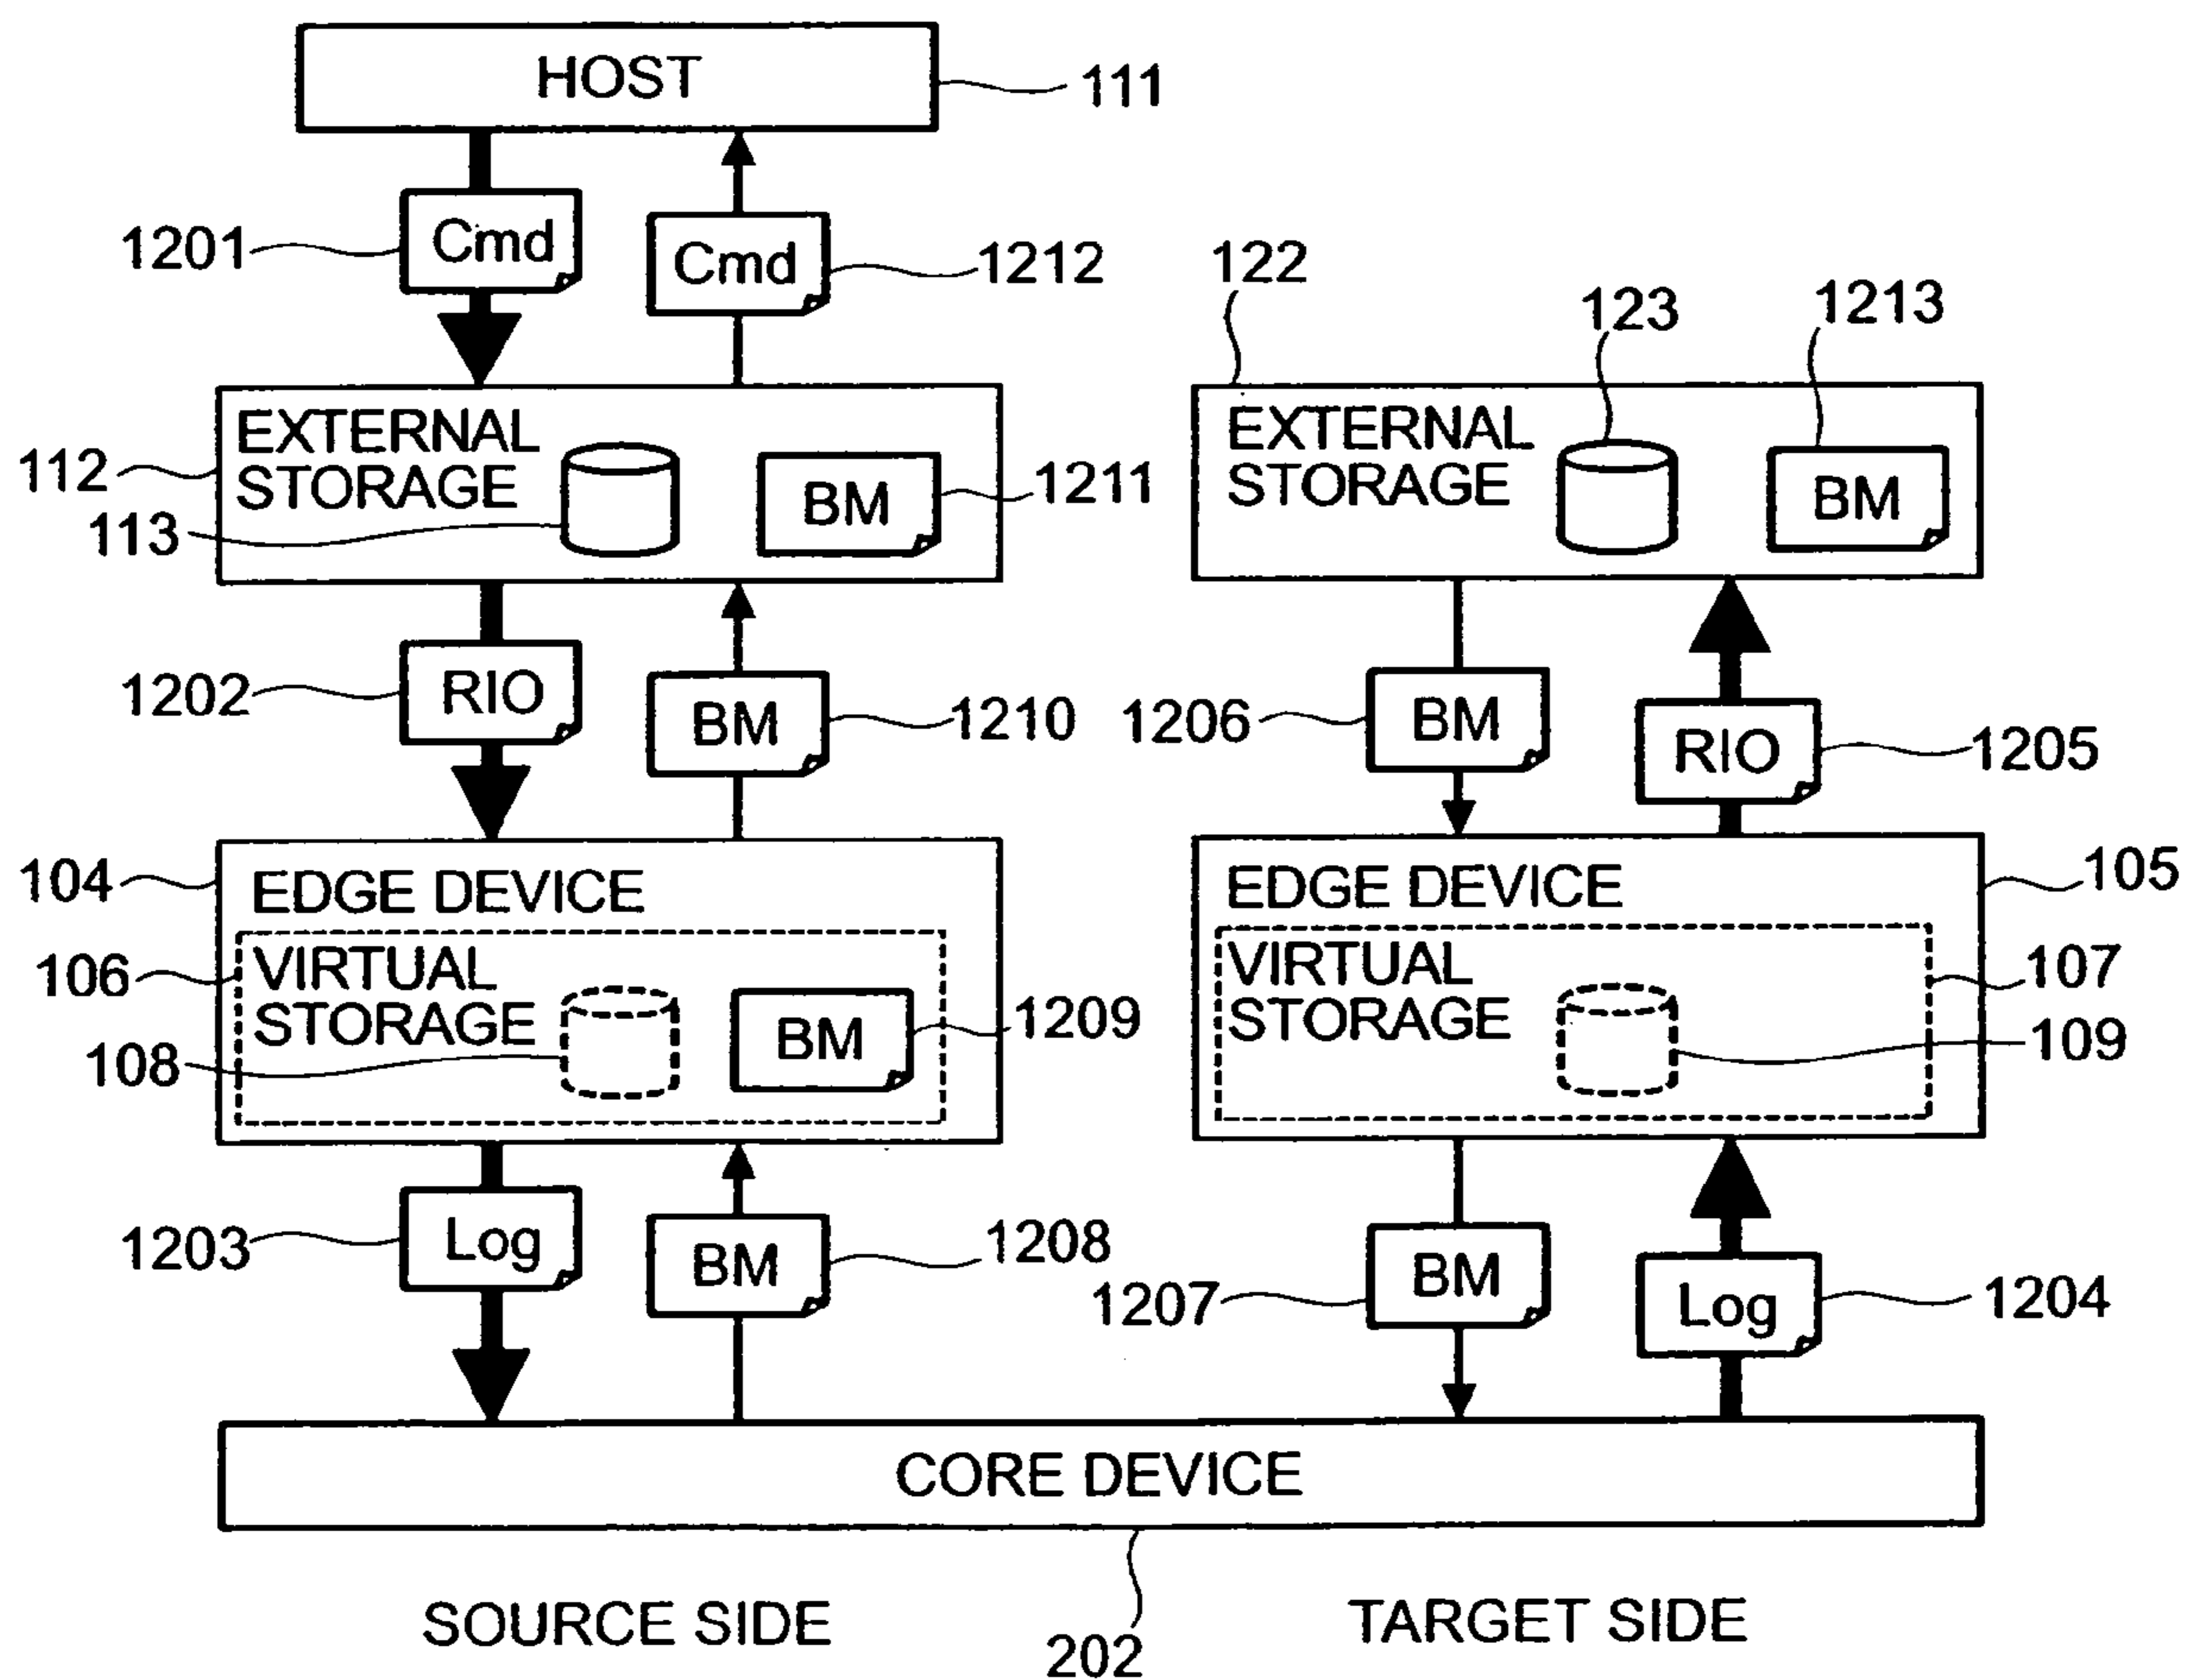 HOST
111
1201
Cmd
Cmd
1212
122
123
1213
112
EXTERNAL
STORAGE
113
BM
1211
EXTERNAL
STORAGE
BM
1202
RIO
BM
1210
1206
BM
RIO
1205
104
EDGE DEVICE
106
VIRTUAL
STORAGE
108
BM
1209
EDGE DEVICE
105
VIRTUAL
STORAGE
107
109
1203
Log
BM
1208
1207
BM
Log
1204
CORE DEVICE
SOURCE SIDE
202
TARGET SIDE